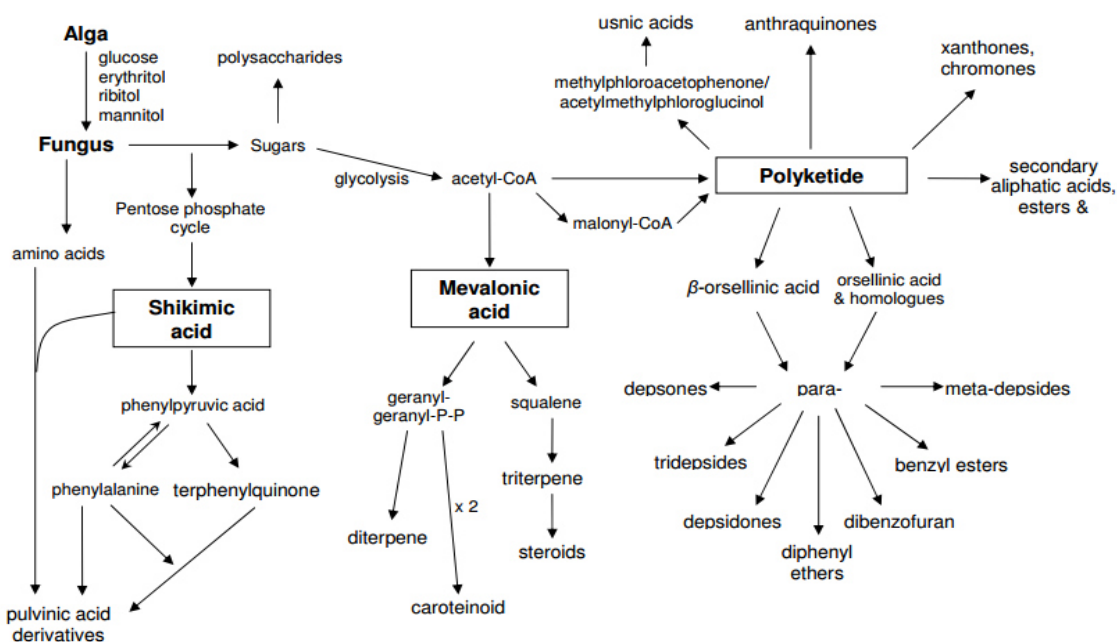 Alga
glucose
erythritol
ribitol
mannitol
Fungus
polysaccharides
Sugars
glycolysis
acetyl-CoA
malonyl-CoA
usnic acids
methylphloroacetophenone/
acetylmethylphloroglucinol
anthraquinones
xanthones,
chromones
Polyketide
secondary
aliphatic acids,
esters &
Pentose phosphate
cycle
amino acids
Shikimic
acid
Mevalonic
acid
β-orsellinic acid
orsellinic acid
& homologues
phenylpyruvic acid
geranyl-
geranyl-P-P
squalene
depsones
para-
meta-depsides
phenylalanine
terphenylquinone
x 2
triterpene
tridepsides
benzyl esters
diterpene
steroids
depsidones
dibenzofuran
diphenyl
ethers
pulvinic acid
derivatives
caroteinoid